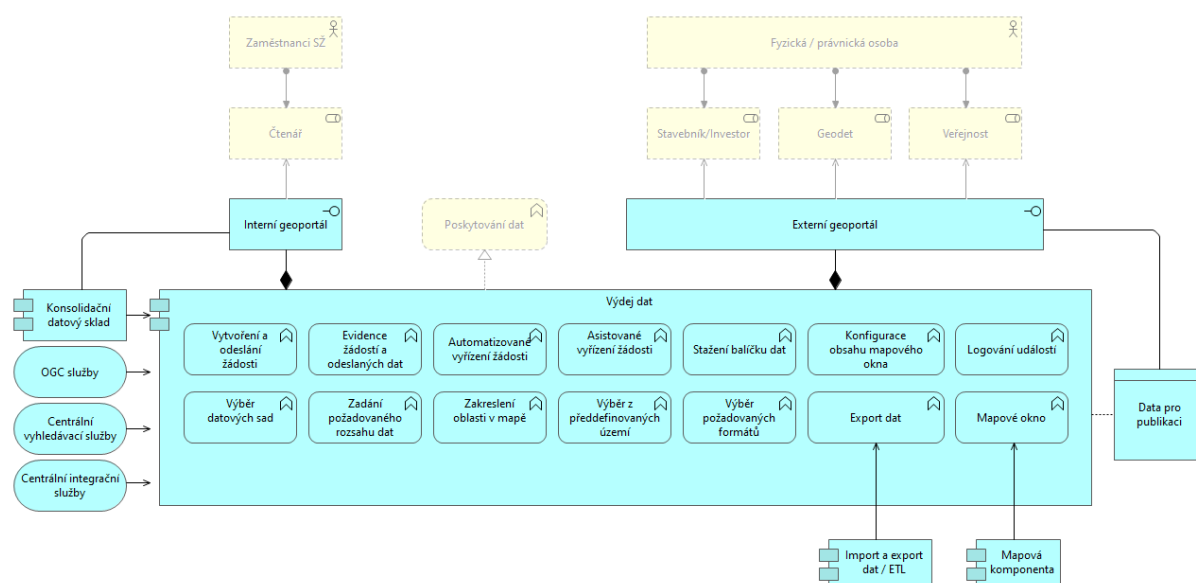 Zaměstnanci SŽ
Fyzická / právnická osoba
Čtenář
Stavebník/Investor
Geodet
Veřejnost
Interní geoportál
Poskytování dat
Externí geoportál
Konsolidační
datový sklad
OGC služby
Centrální
vyhledávací služby
Centrální integrační
služby
Výdej dat
Vytvoření a
odeslání
žádosti
Evidence
žádostí a
odeslaných dat
Automatizované
vyřízení žádosti
Asistované
vyřízení žádosti
Stažení balíčku dat
Konfigurace
obsahu mapového
okna
Logování událostí
Výběr
datových sad
Zadání
požadovaného
rozsahu dat
Zakreslení
oblasti v mapě
Výběr z
předdefinovaných
území
Výběr
požadovaných
formátů
Export dat
Mapové okno
Data pro
publikaci
Import a export
dat / ETL
Mapová
komponenta